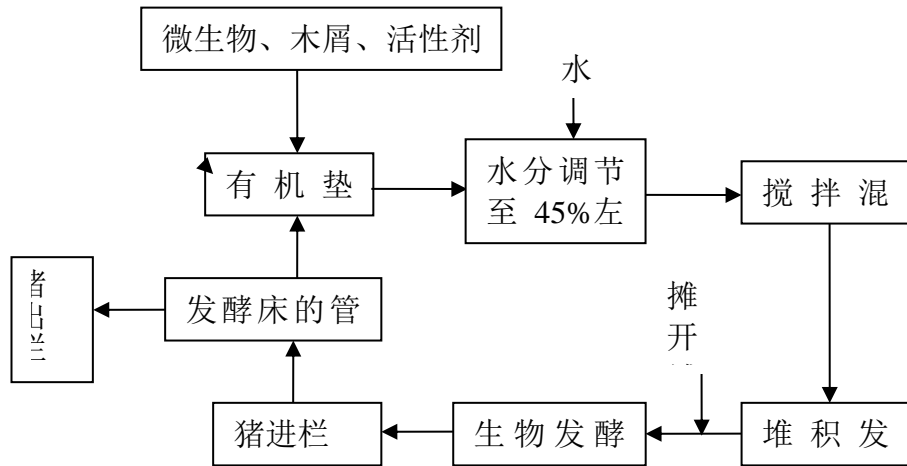 微生物、木屑、活性剂
水
有机垫
水分调节
至 45%左
搅拌混
发酵床的管
摊
开
猪进栏
生物发酵
堆积发